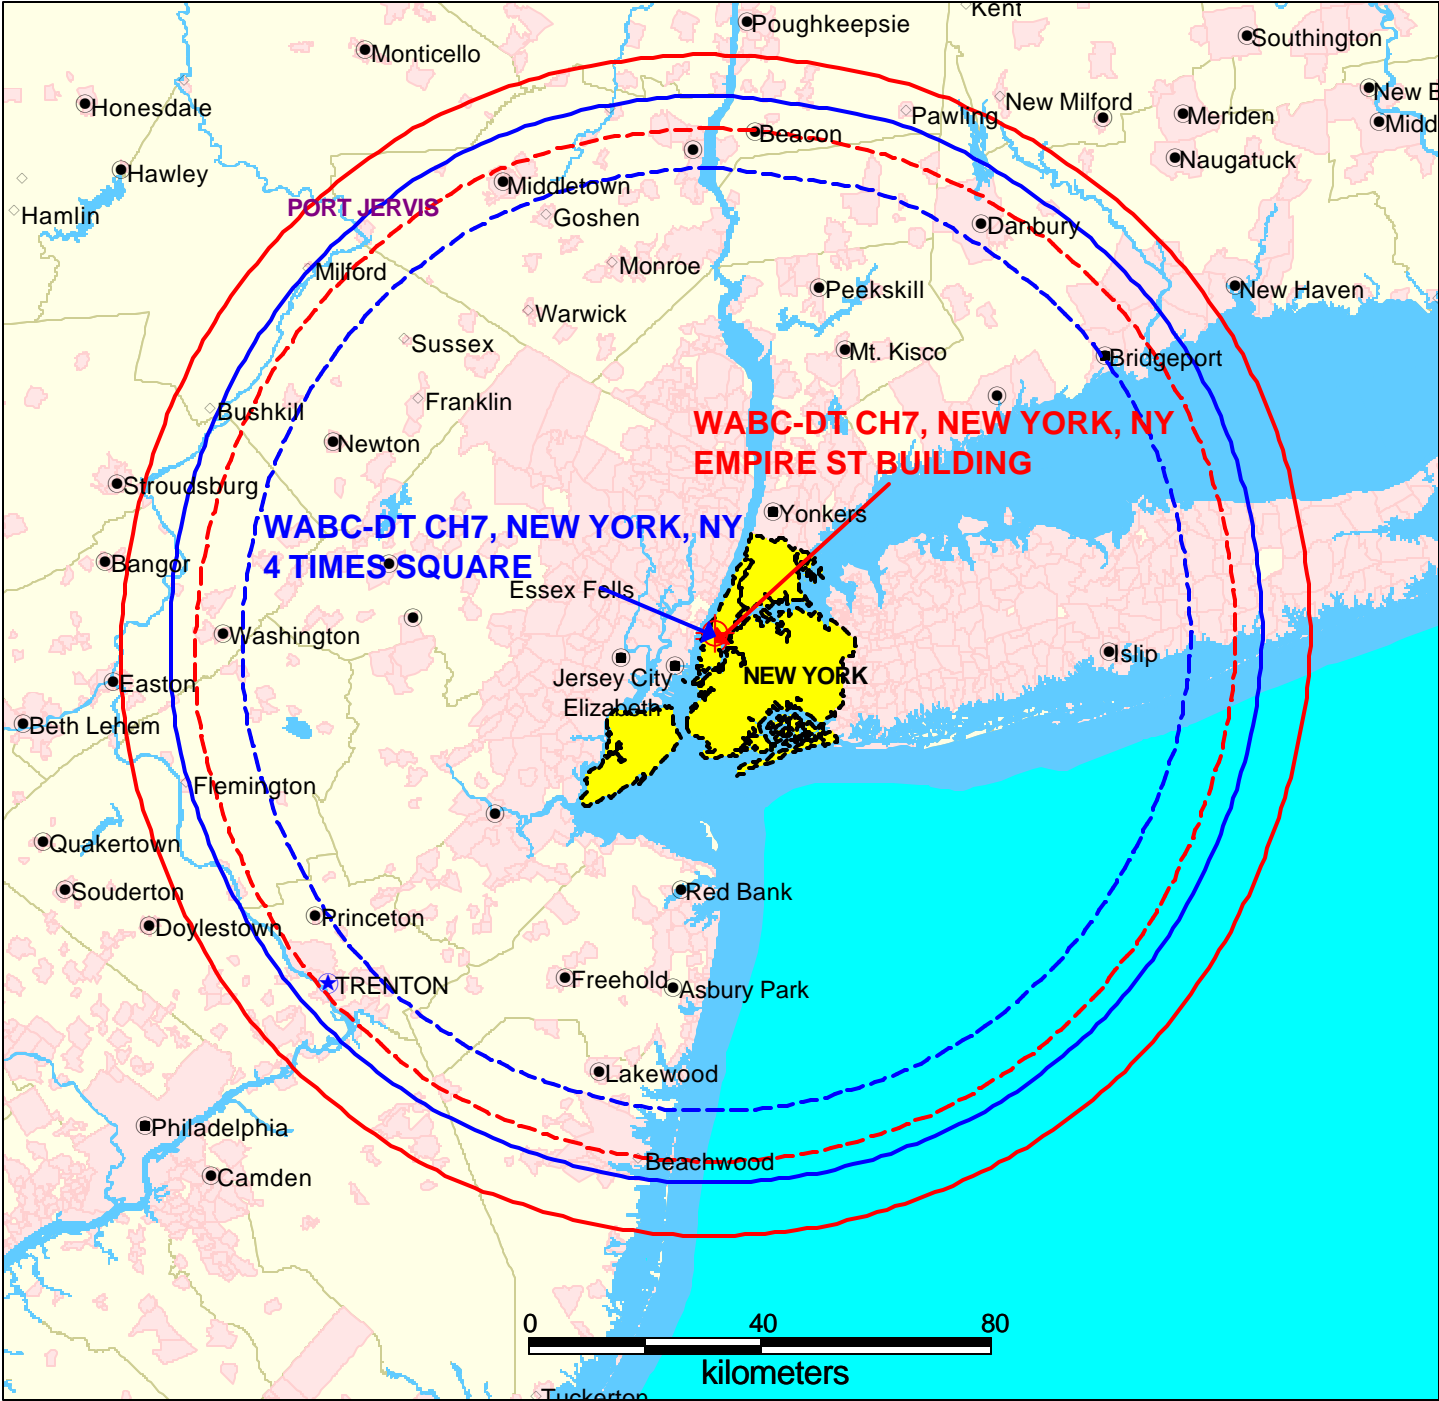 Kent
Poughkeepsie
Southington
Monticello
New B
Honesdale
New Milford
Pawling
Meriden
Midd
Beacon
Naugatuck
Hawley
Middletown
PORT JERVIS
Hamlin
Goshen
Danbury
Monroe
Milford
Peekskill
New Haven
Warwick
Sussex
Mt. Kisco
Bridgeport
Franklin
Bushkill
WABC-DT CH7, NEW YORK, NY
EMPIRE ST BUILDING
Newton
Stroudsburg
Yonkers
WABC-DT CH7, NEW YORK, NY
4 TIMES SQUARE
Bangor
Essex Fells
Washington
Islip
Jersey City
NEW YORK
Easton
Elizabeth
Beth Lehem
Flemington
Quakertown
Souderton
Red Bank
Princeton
Doylestown
Freehold
TRENTON
Asbury Park
Lakewood
Philadelphia
Beachwood
Camden
0 40 80
kilometers
Tuckerton